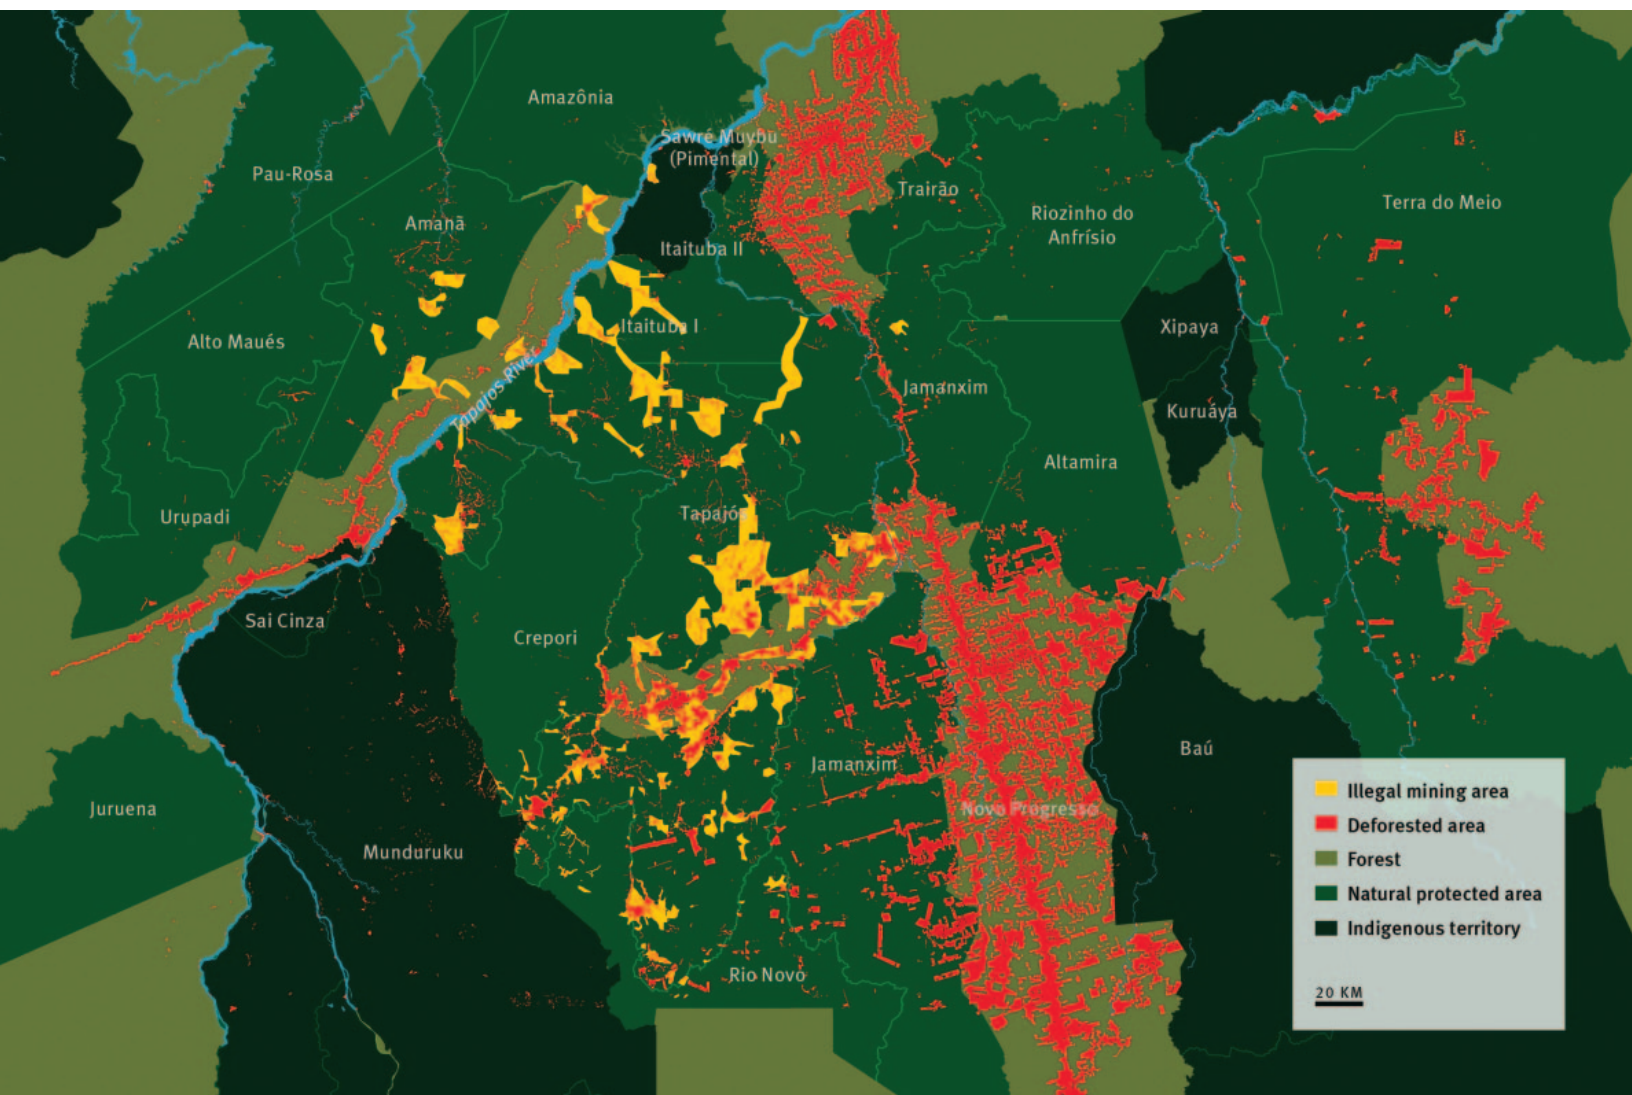 Amazônia
Sawré Muybu
(Pimental)
Pau-Rosa
Trairão
Terra do Meio
Amanã
Riozinho do
Anfrísio
Itaituba II
Itaituba I
Xipaya
Alto Maués
Jamanxim
Tapajos River
Kuruáya
Altamira
Urupadi
Tapajós
Sai Cinza
Crepori
Baú
Jamanxim
Juruena
Novo Progresso
Munduruku
Rio Novo
Illegal mining area
Deforested area
Forest
Natural protected area
Indigenous territory
20 KM